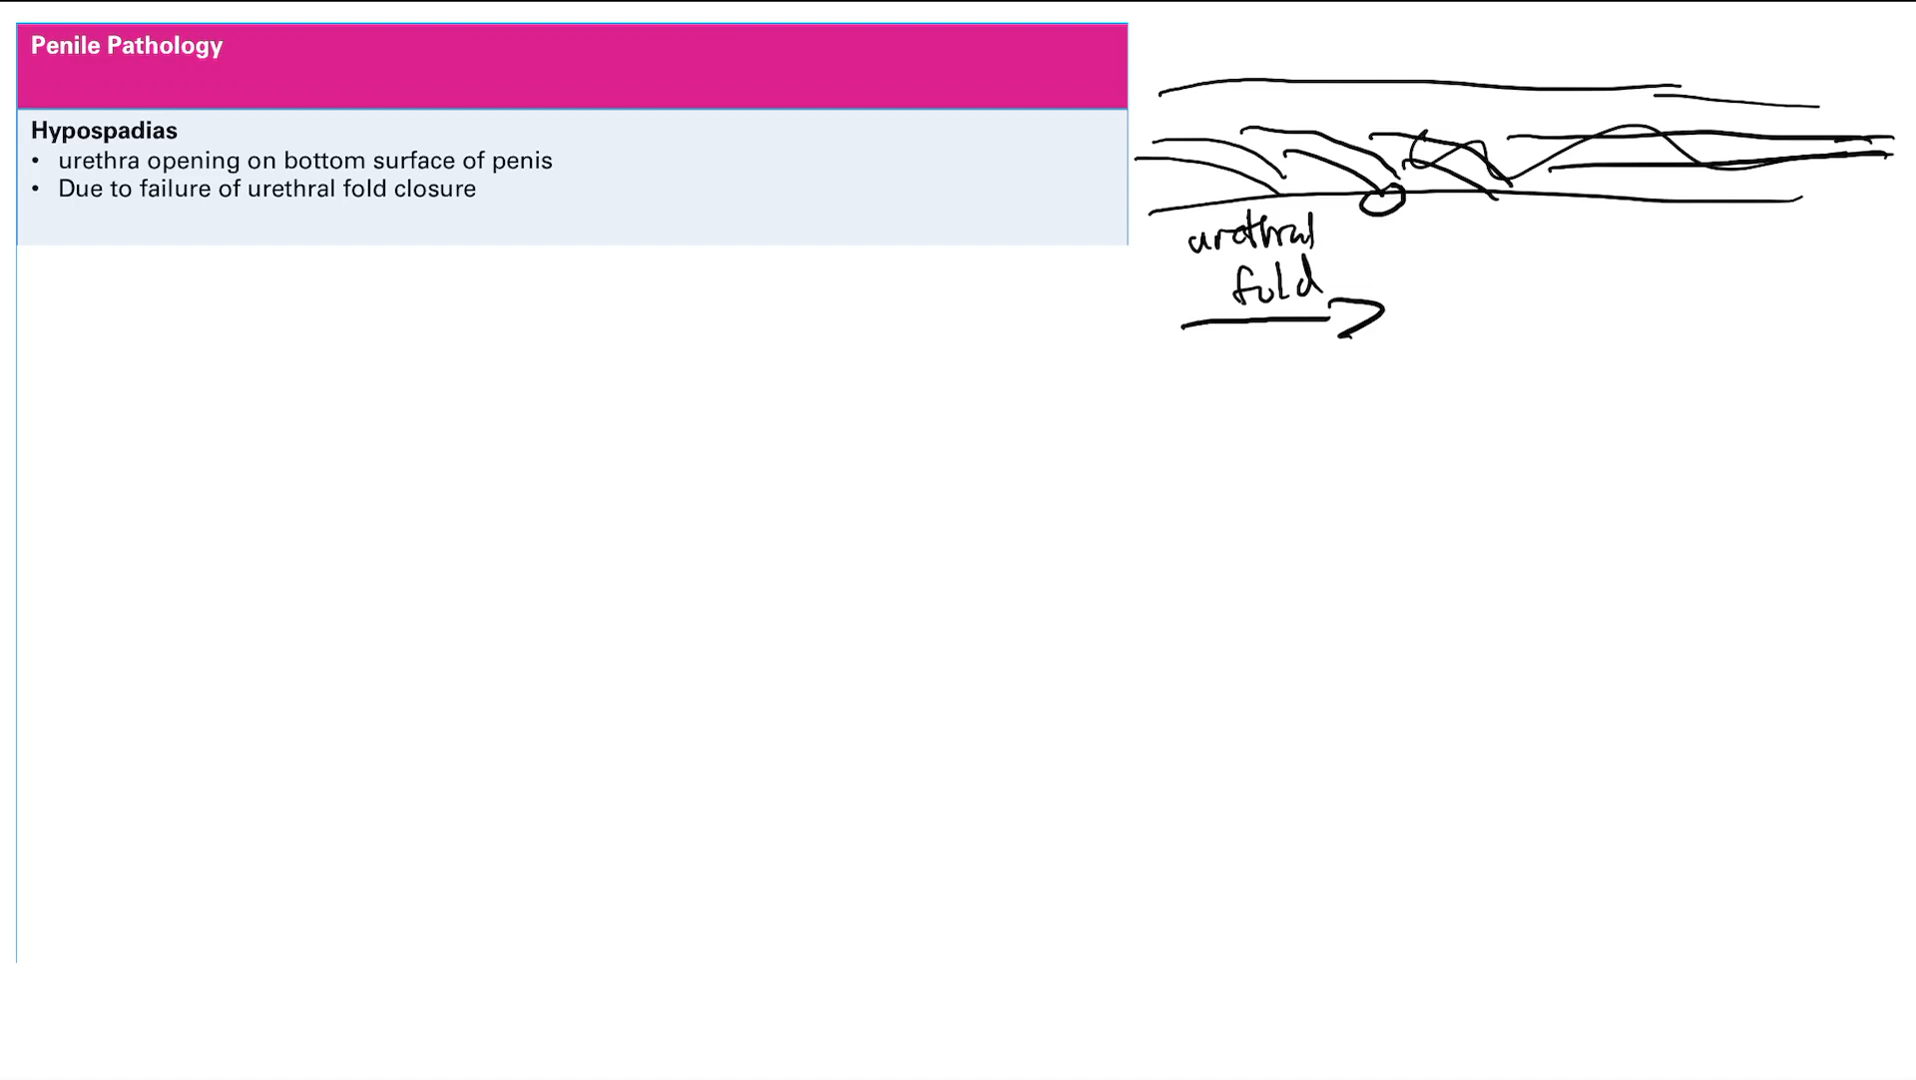 Penile Pathology
Hypospadias
• urethra opening on bottom surface of penis
• Due to failure of urethral fold closure
urethral
fold